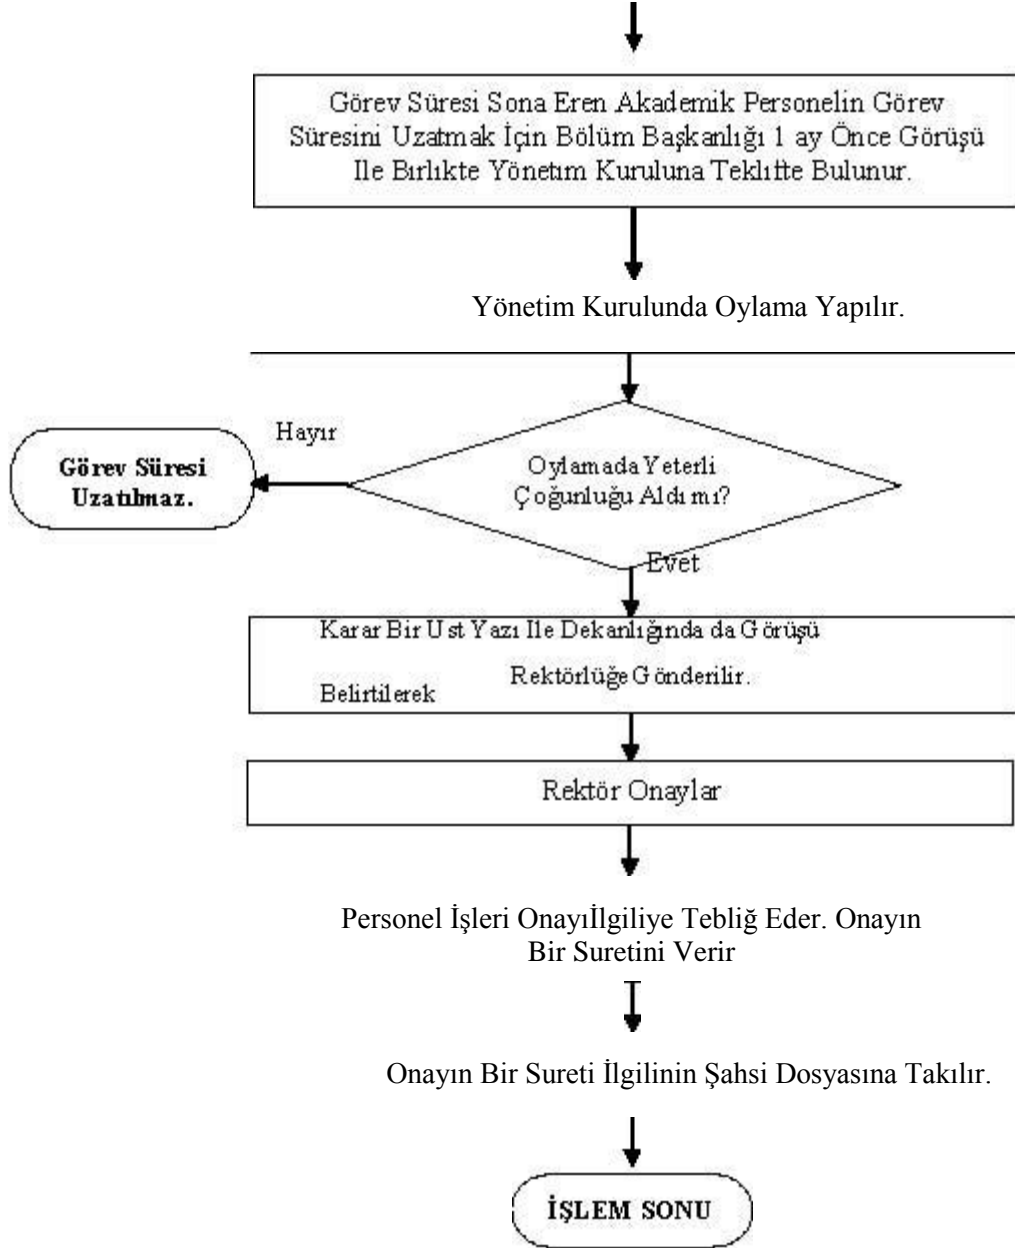 Görev Süresi Sona Eren Akademik Personelin Görev
Süresini Uzatmak İçin Bölüm Başkanlığı 1 ay Önce Görüşü
Ile Birlikte Yönetim Kuruluna Teklifte Bulunur.
Yönetim Kurulunda Oylama Yapılır.
Hayır
Görev Süresi
Uzatılmaz.
Oylamada Yeterli
Çoğunluğu Aldı mı?
Evet
Karar Bir Ust Yazı Ile Dekanlığında da Görüşü
Rektörlüğe Gönderilir.
Belirtilerek
Rektör Onaylar
Personel İşleri Onayıİlgiliye Tebliğ Eder. Onayın
Bir Suretini Verir
Onayın Bir Sureti İlgilinin Şahsi Dosyasına Takılır.
İŞLEM SONU